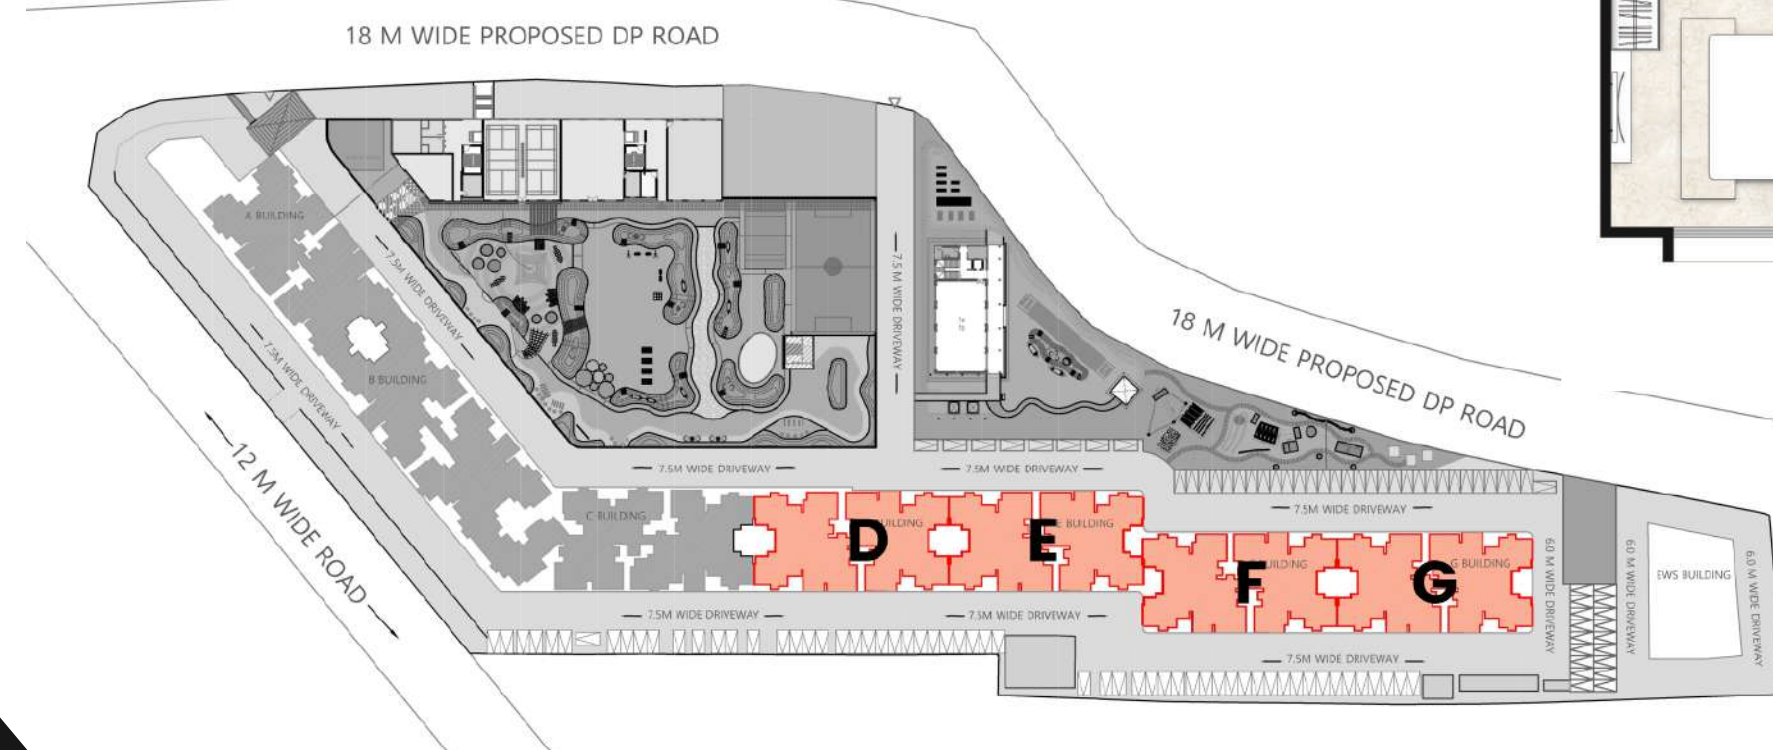 18 M WIDE PROPOSED DP ROAD
A BUILDING
7.5M WIDE DRIVEWAY
7.5 M WIDE DRIVEWAY
18 M WIDE PROPOSED DP ROAD
7.5M WIDE DRIVEWAY
B BUILDING
12 M WIDE ROAD
7.5M WIDE DRIVEWAY
7.5M WIDE DRIVEWAY
7.5M WIDE DRIVEWAY
C BUILDING
D
BUILDING
E
E BUILDING
F
BUILDING
G
G BUILDING
6.0 M WIDE DRIVEWAY
6.0 M WIDE DRIVEWAY
EWS BUILDING
6.0 M WIDE DRIVEWAY
7.5M WIDE DRIVEWAY
7.5M WIDE DRIVEWAY
7.5M WIDE DRIVEWAY